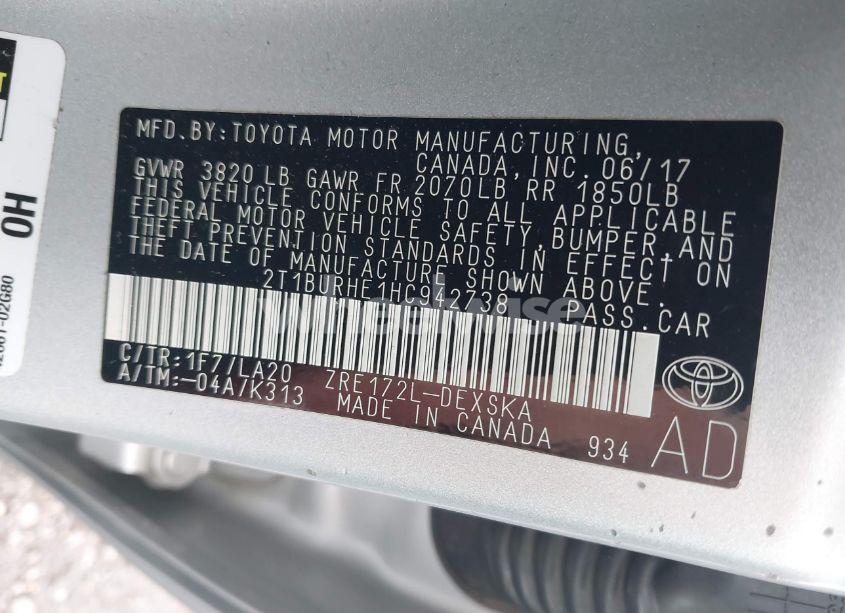 MFD.BY:TOYOTA MOTOR MANUFACTURING,
CANADA,INC. 06/17
GVWR 3820 LB GAWR FR 2070LB RR 1850LB
THIS VEHICLE CONFORMS TO ALL APPLICABLE
FEDERAL MOTOR VEHICLE SAFETY,BUMPER,AND
THEFT PREVENTION STANDARDS IN EFFECT ON
THE DATE OF MANUFACTURE SHOWN ABOVE.
2T1BURHE1HC942738 PASS.CAR
wheelwise
C/TR:1F7/LA20 ZRE172L-DEXSKA
A/TM:-04A/K313 MADE IN CANADA 934
AD
OH